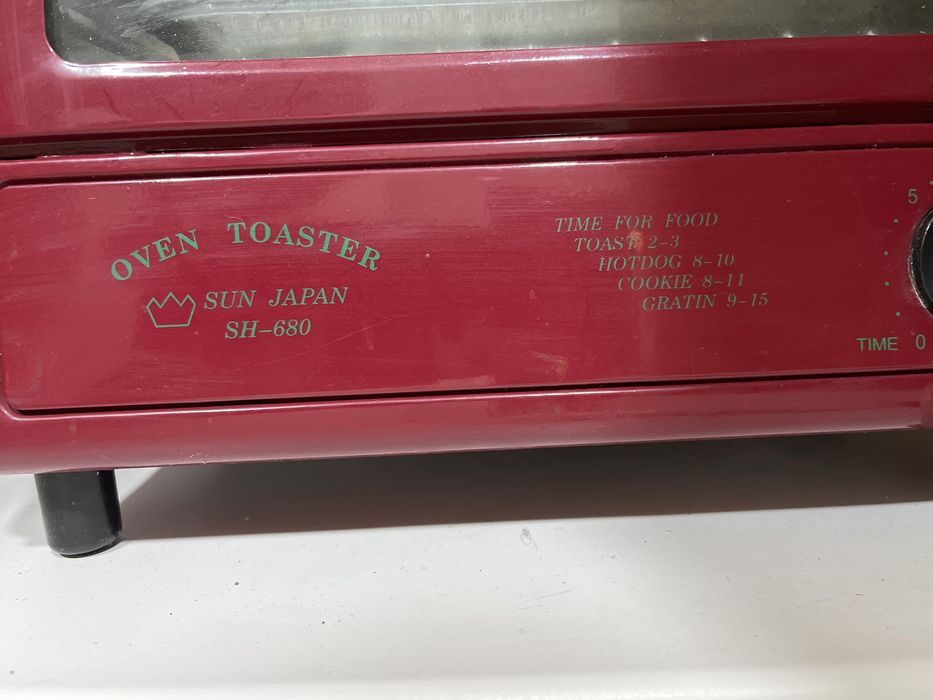 OVEN TOASTER
SUN JAPAN
SH-680
TIME FOR FOOD
TOAST 2-3
HOTDOG 8-10
COOKIE 8-11
GRATIN 9-15
5
TIME 0